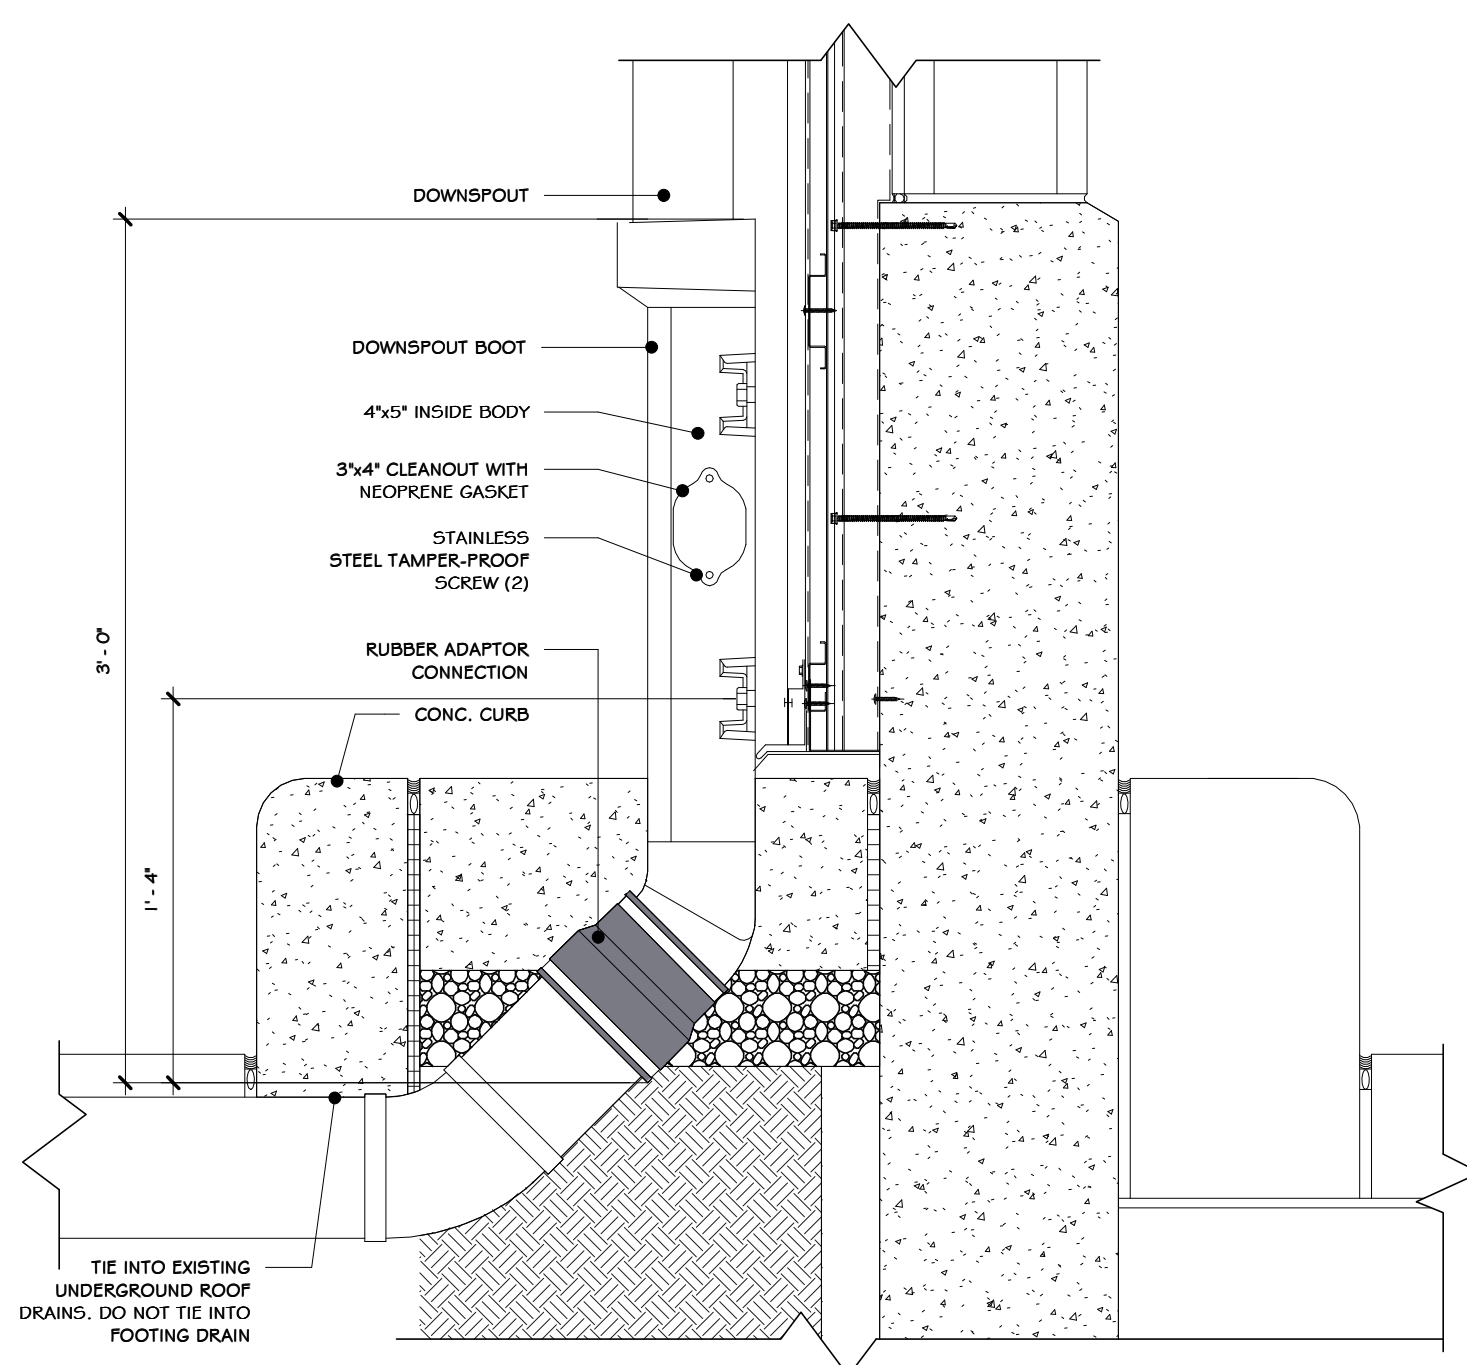 DOWNSPOUT
DOWNSPOUT BOOT
4"x5" INSIDE BODY
3"x4" CLEANOUT WITH
NEOPRENE GASKET
STAINLESS
STEEL TAMPER-PROOF
SCREW (2)
3' - 0"
RUBBER ADAPTOR
CONNECTION
CONC. CURB
1' - 4"
TIE INTO EXISTING
UNDERGROUND ROOF
DRAINS. DO NOT TIE INTO
FOOTING DRAIN